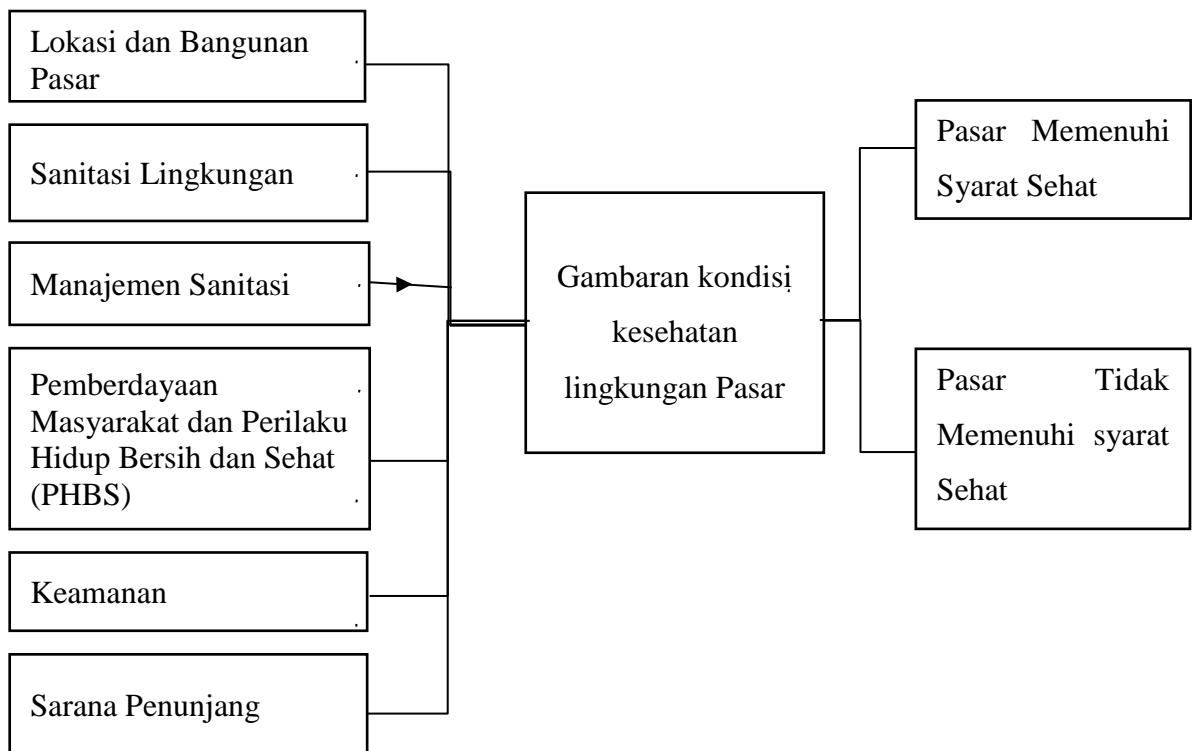 Lokasi dan Bangunan
Pasar
Sanitasi Lingkungan
Manajemen Sanitasi
Pemberdayaan
Masyarakat dan Perilaku
Hidup Bersih dan Sehat
(PHBS)
Keamanan
Sarana Penunjang
Gambaran kondisi
kesehatan
lingkungan Pasar
Pasar Memenuhi
Syarat Sehat
Pasar Tidak
Memenuhi syarat
Sehat